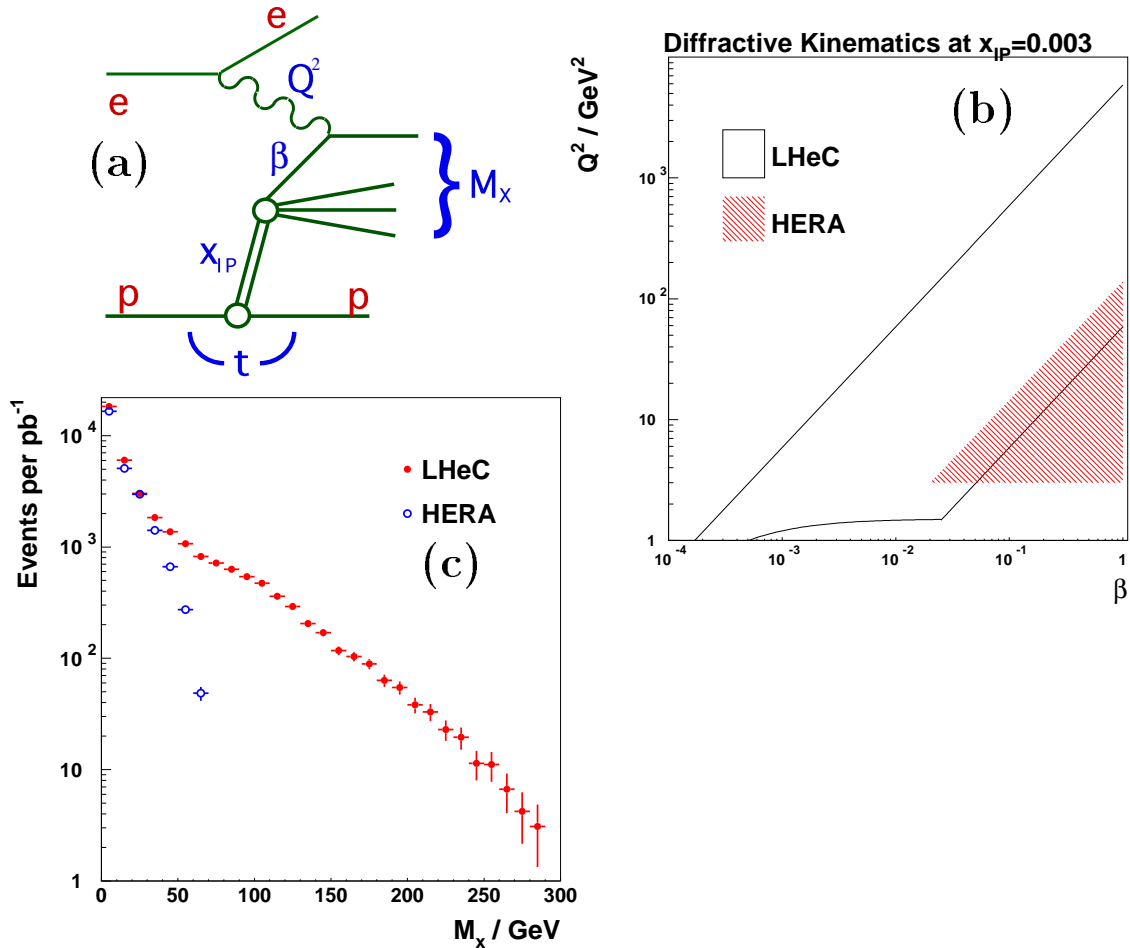 e
e
Q²
(a)
β
M_X
x_IP
p
p
t
Diffractive Kinematics at x_IP=0.003
Q² / GeV²
(b)
LHeC
HERA
10³
10²
10
1
10⁻⁴
10⁻³
10⁻²
10⁻¹
1
β
Events per pb⁻¹
LHeC
HERA
(c)
10⁴
10³
10²
10
1
0
50
100
150
200
250
300
M_x / GeV